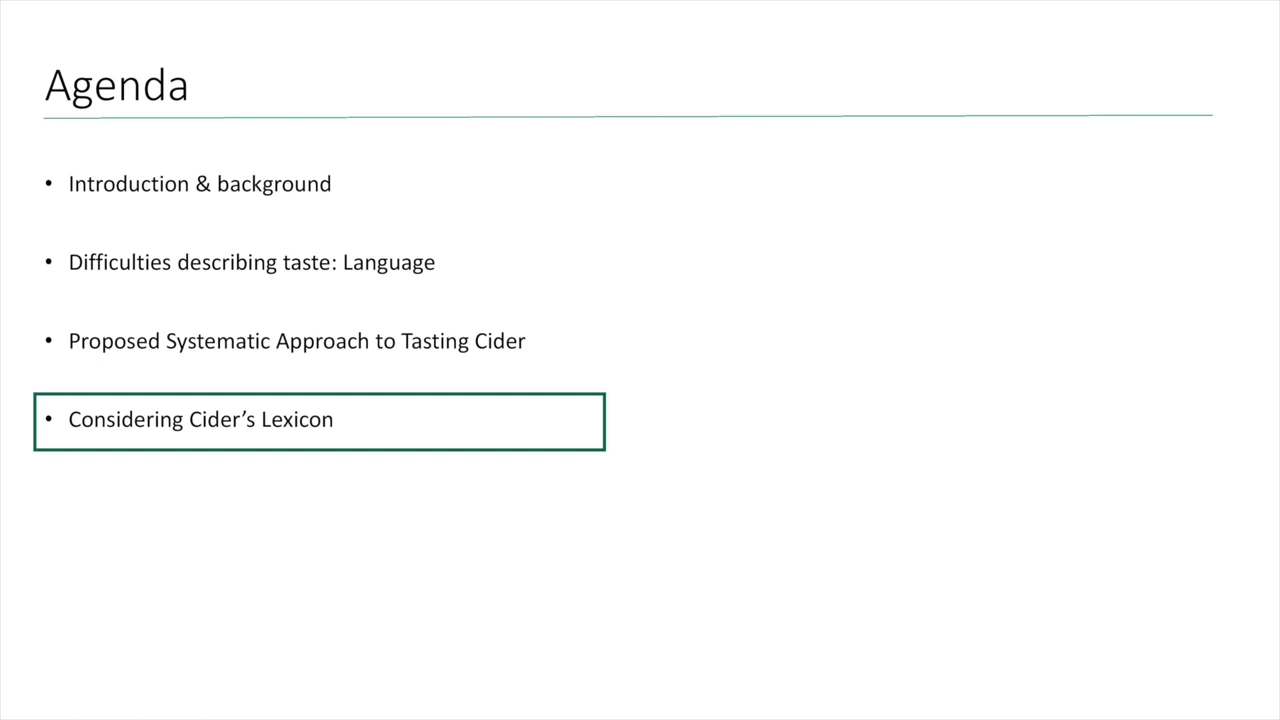 Agenda
• Introduction & background
• Difficulties describing taste: Language
• Proposed Systematic Approach to Tasting Cider
• Considering Cider’s Lexicon